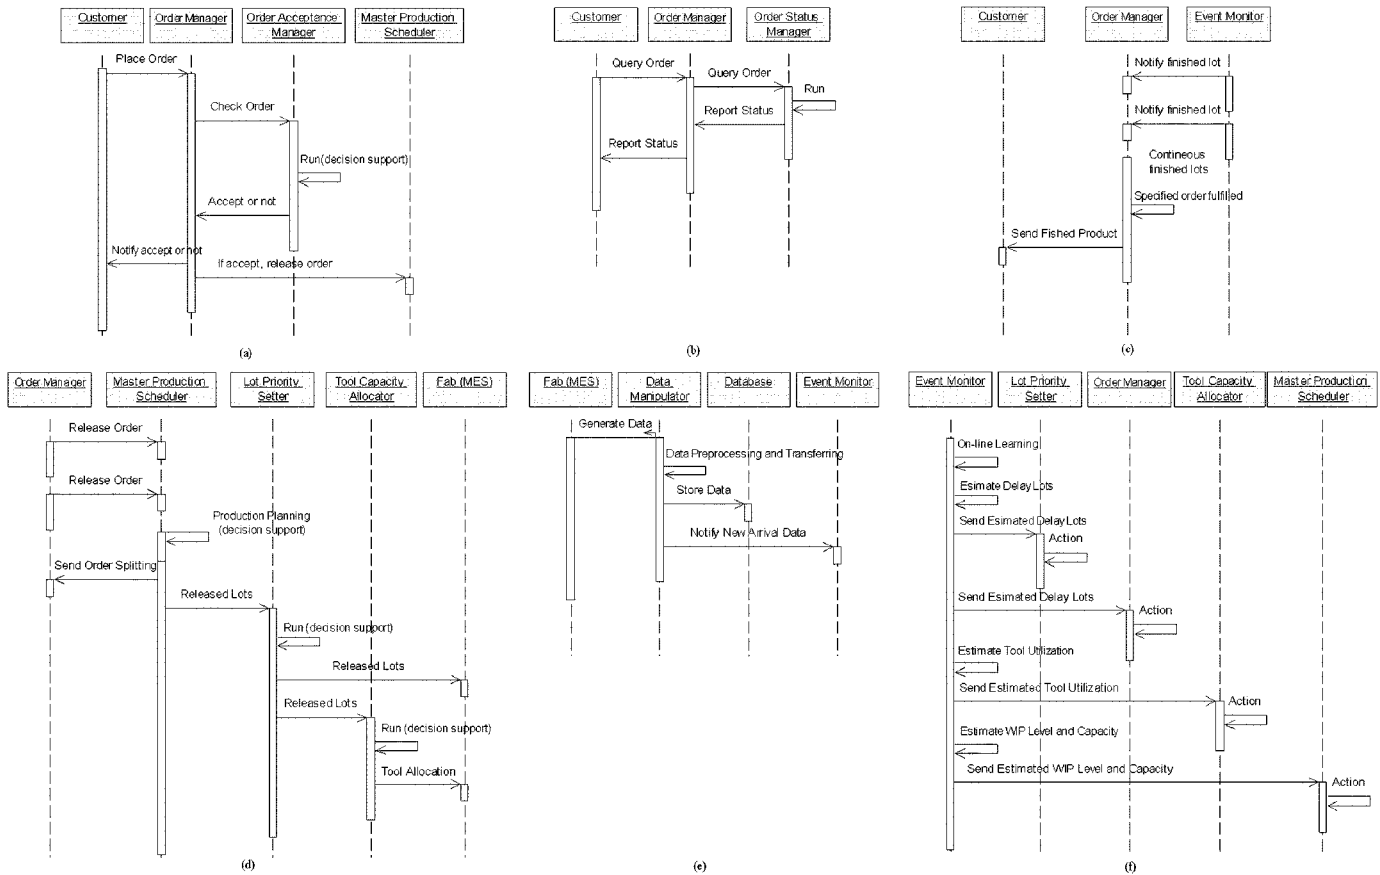 Customer
Order Manager
Order Acceptance
Manager
Master Production
Scheduler
Place Order
Check Order
Run(decision support)
Accept or not
Notify accept or not
If accept, release order
(a)
Customer
Order Manager
Order Status
Manager
Query Order
Query Order
Run
Report Status
Report Status
(b)
Customer
Order Manager
Event Monitor
Notify finished lot
Notify finished lot
Contineous
finished lots
Specified order fulfilled
Send Fished Product
(c)
Order Manager
Master Production
Scheduler
Lot Priority
Setter
Tool Capacity
Allocator
Fab (MES)
Release Order
Release Order
Production Planning
(decision support)
Send Order Splitting
Released Lots
Run (decision support)
Released Lots
Released Lots
Run (decision support)
Tool Allocation
(d)
Fab (MES)
Data
Manipulator
Database
Event Monitor
Generate Data
Data Preprocessing and Transferring
Store Data
Notify New Arrival Data
(e)
Event Monitor
Lot Priority
Setter
Order Manager
Tool Capacity
Allocator
Master Production
Scheduler
On-line Learning
Esimate Delay Lots
Send Esimated Delay Lots
Action
Send Esimated Delay Lots
Action
Estimate Tool Utilization
Send Estimated Tool Utilization
Action
Estimate WIP Level and Capacity
Send Estimated WIP Level and Capacity
Action
(f)